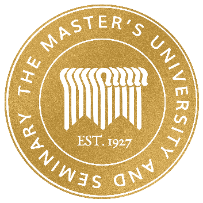 THE MASTER'S UNIVERSITY AND SEMINARY
EST. 1927